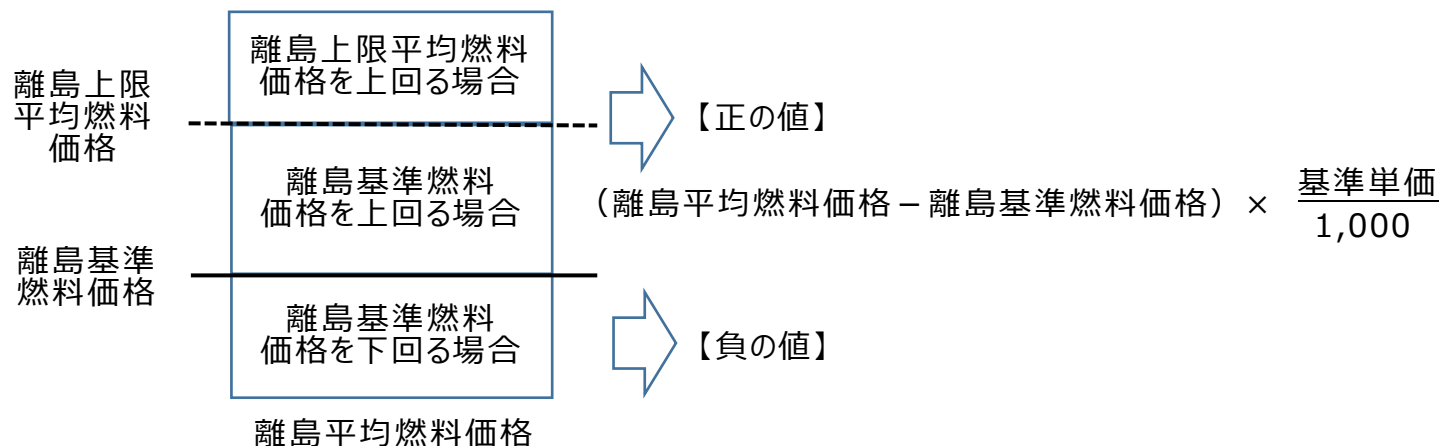 離島上限平均燃料
価格を上回る場合
離島上限
平均燃料
価格
【正の値】
離島基準燃料
価格を上回る場合
(離島平均燃料価格－離島基準燃料価格) × 基準単価
1,000
離島基準
燃料価格
離島基準燃料
価格を下回る場合
【負の値】
離島平均燃料価格